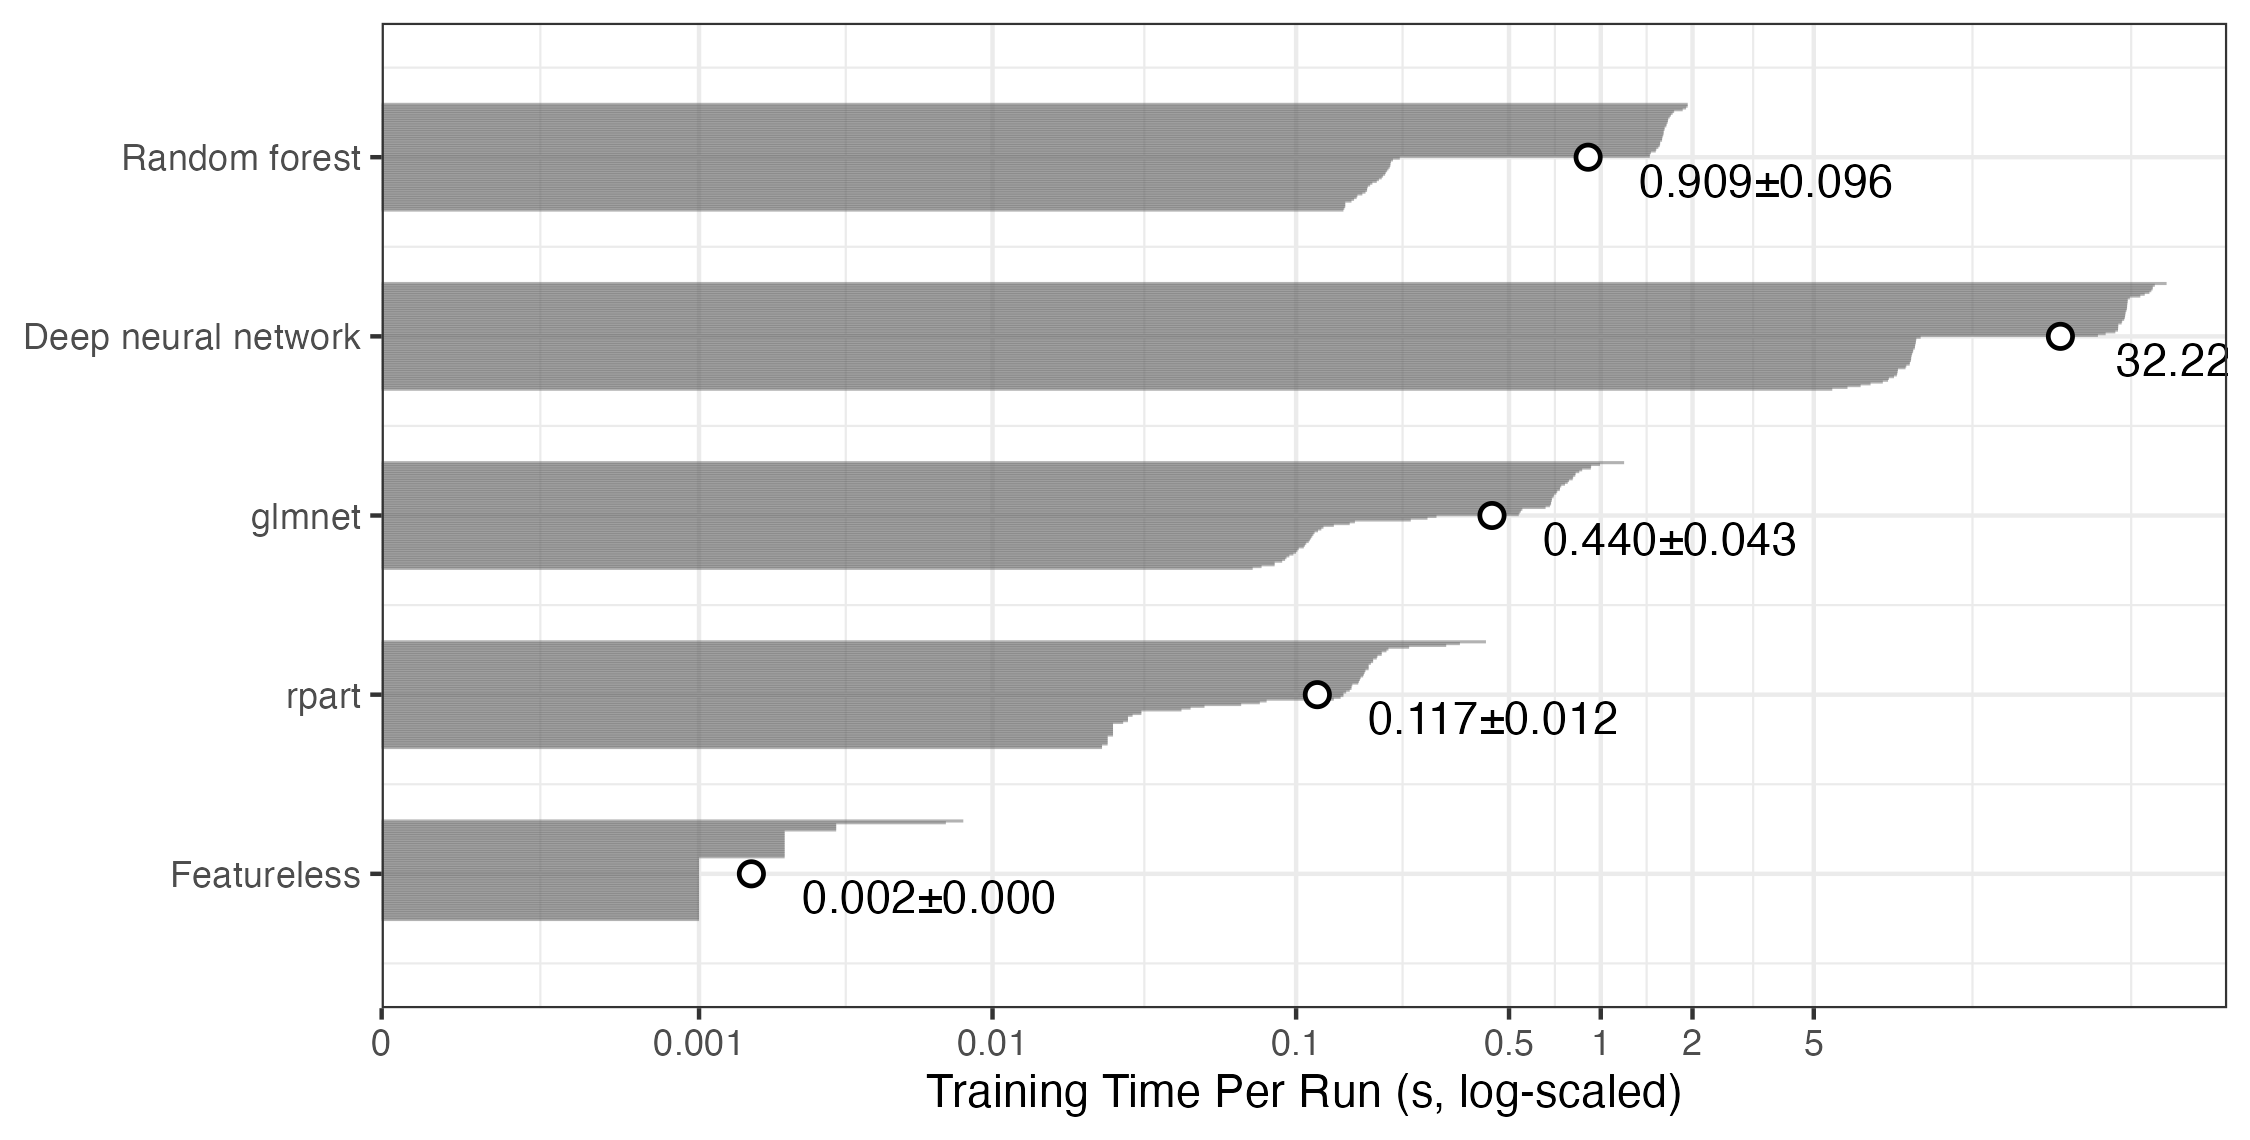 Random forest
0.909±0.096
Deep neural network
32.22
glmnet
0.440±0.043
rpart
0.117±0.012
Featureless
0.002±0.000
0 0.001 0.01 0.1 0.5 1 2 5
Training Time Per Run (s, log-scaled)